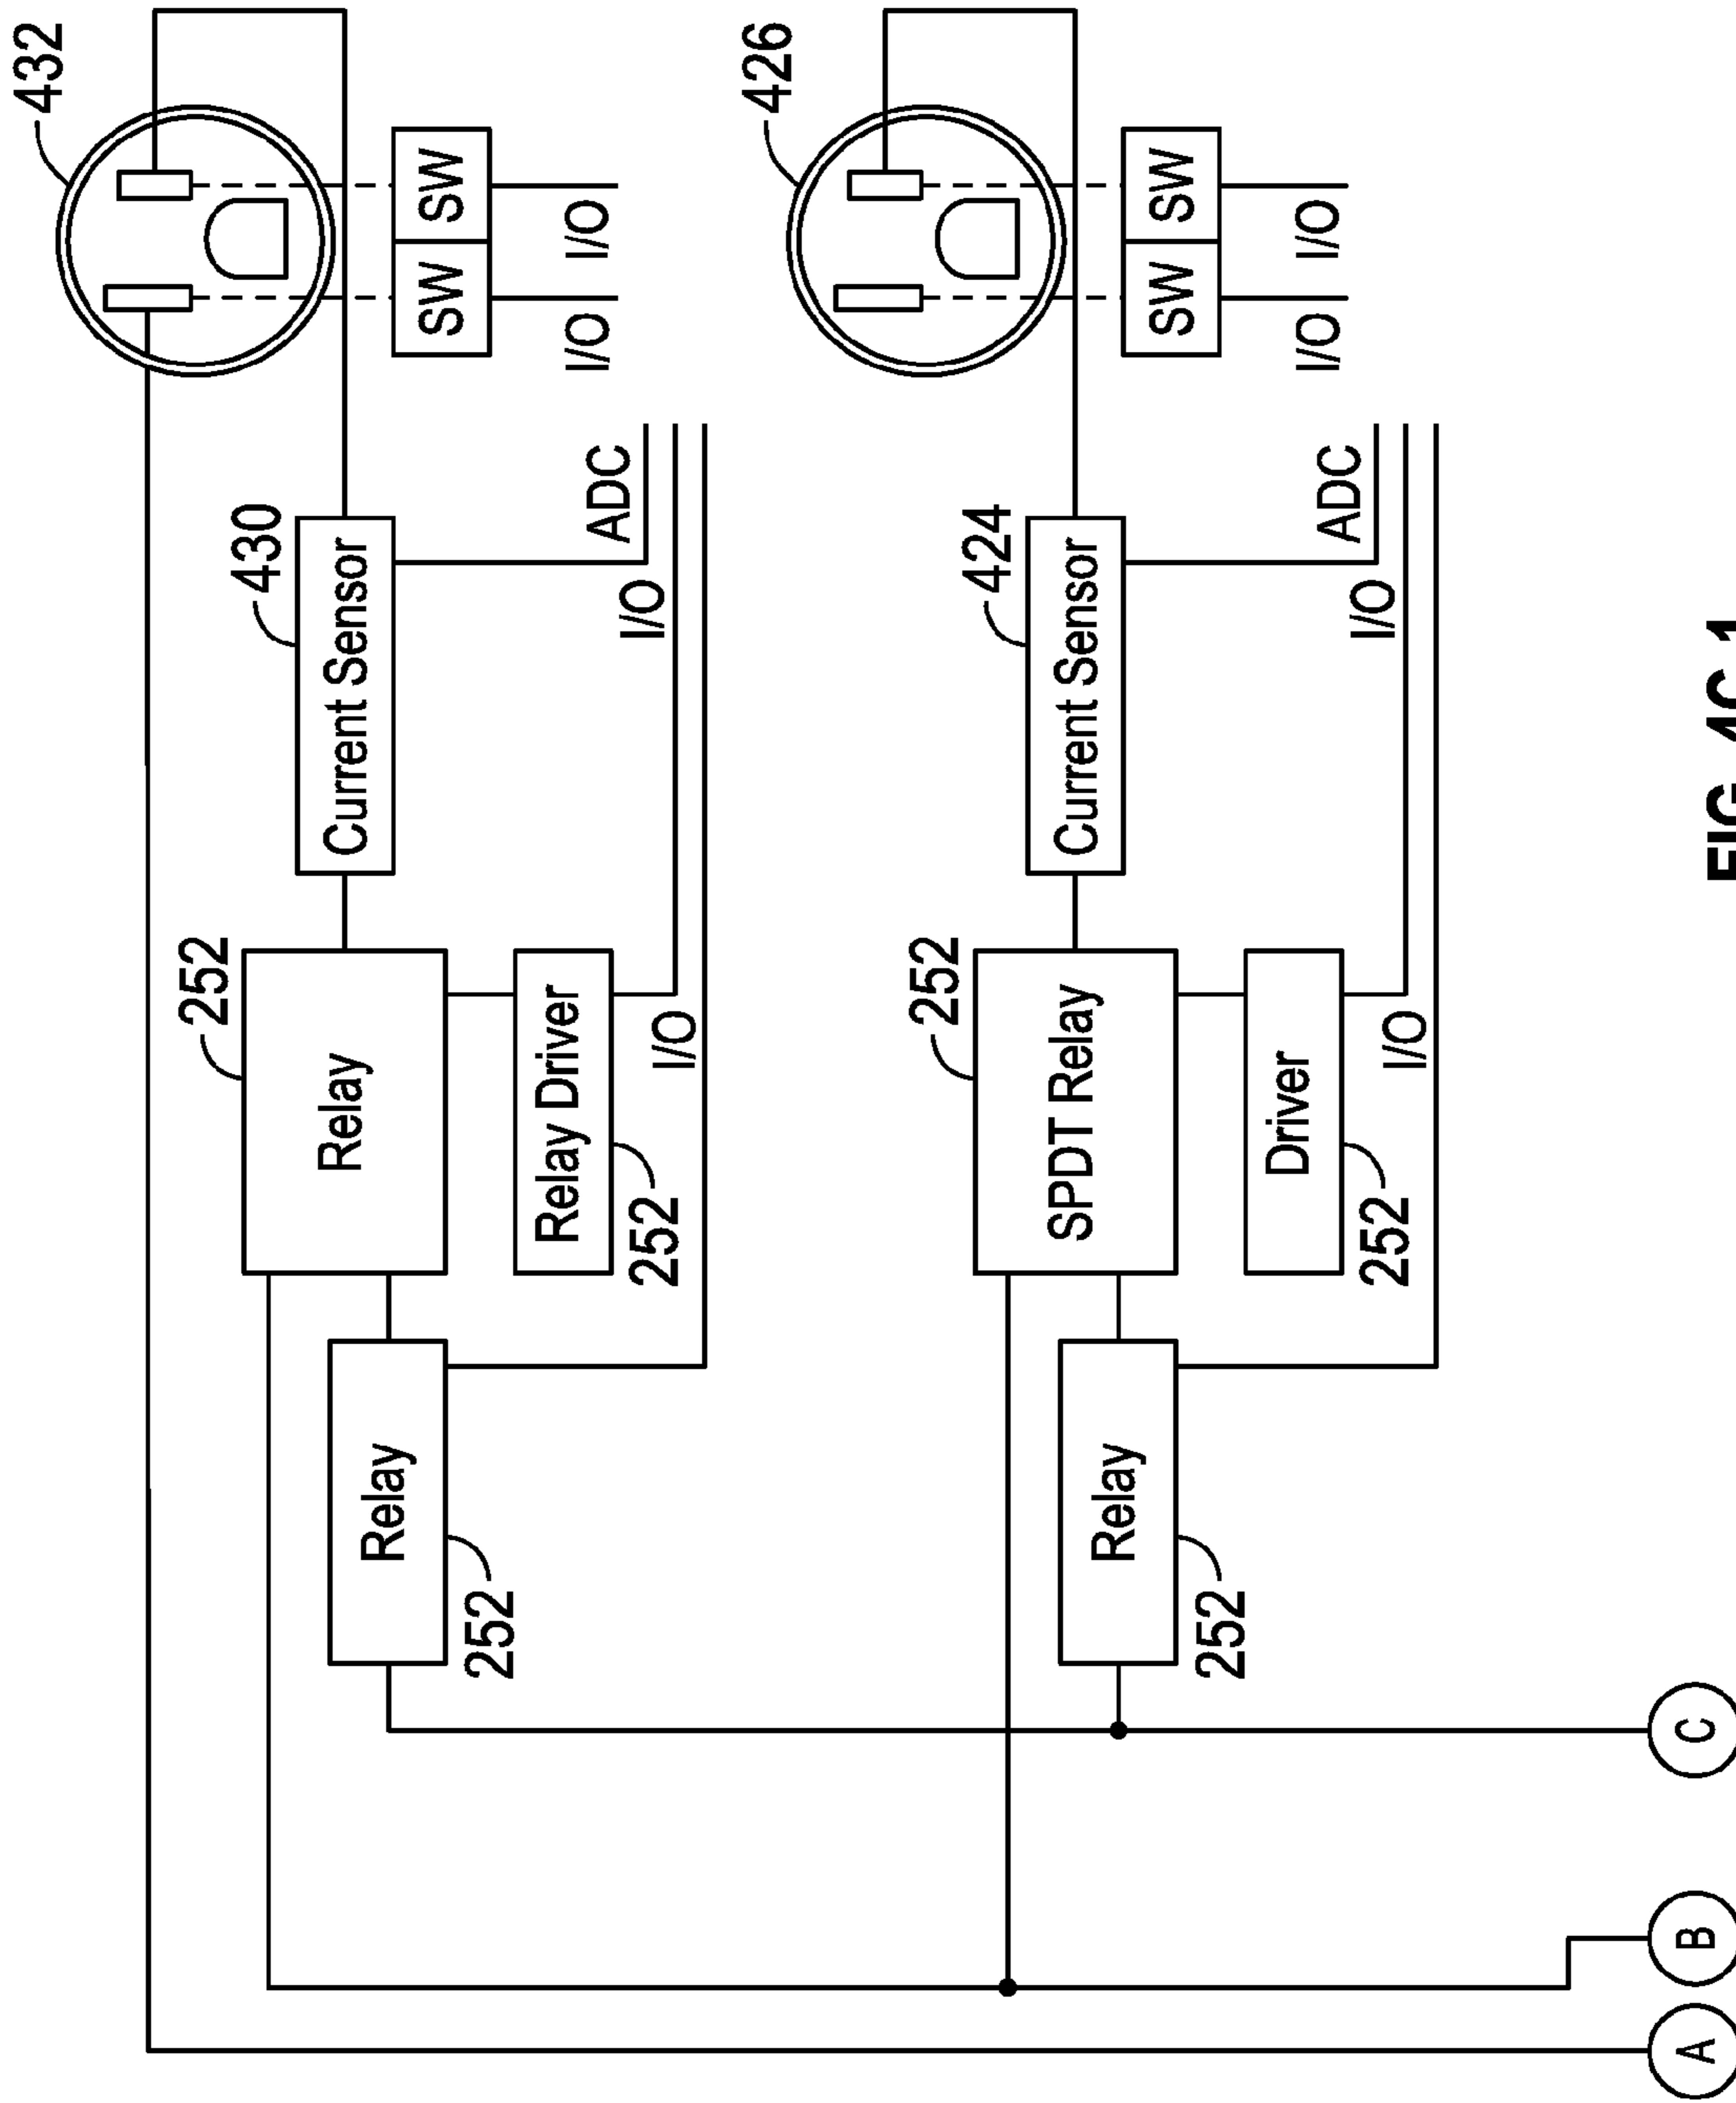 432
252
430
Relay
Current Sensor
Relay
SW
SW
252
Relay Driver
I/O
I/O
ADC
I/O
252
I/O
426
252
424
SPDT Relay
Current Sensor
Relay
SW
SW
252
Driver
I/O
I/O
ADC
I/O
252
I/O
A
B
C
FIG.